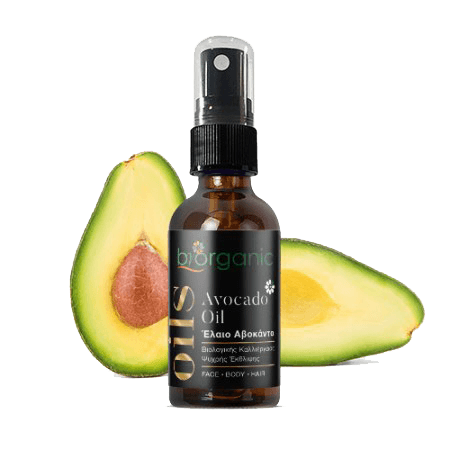 biorganic
oils
Avocado
Oil
Έλαιο Αβοκάντο
Βιολογικής Καλλιέργειας
Ψυχρής Έκθλιψης
FACE • BODY • HAIR